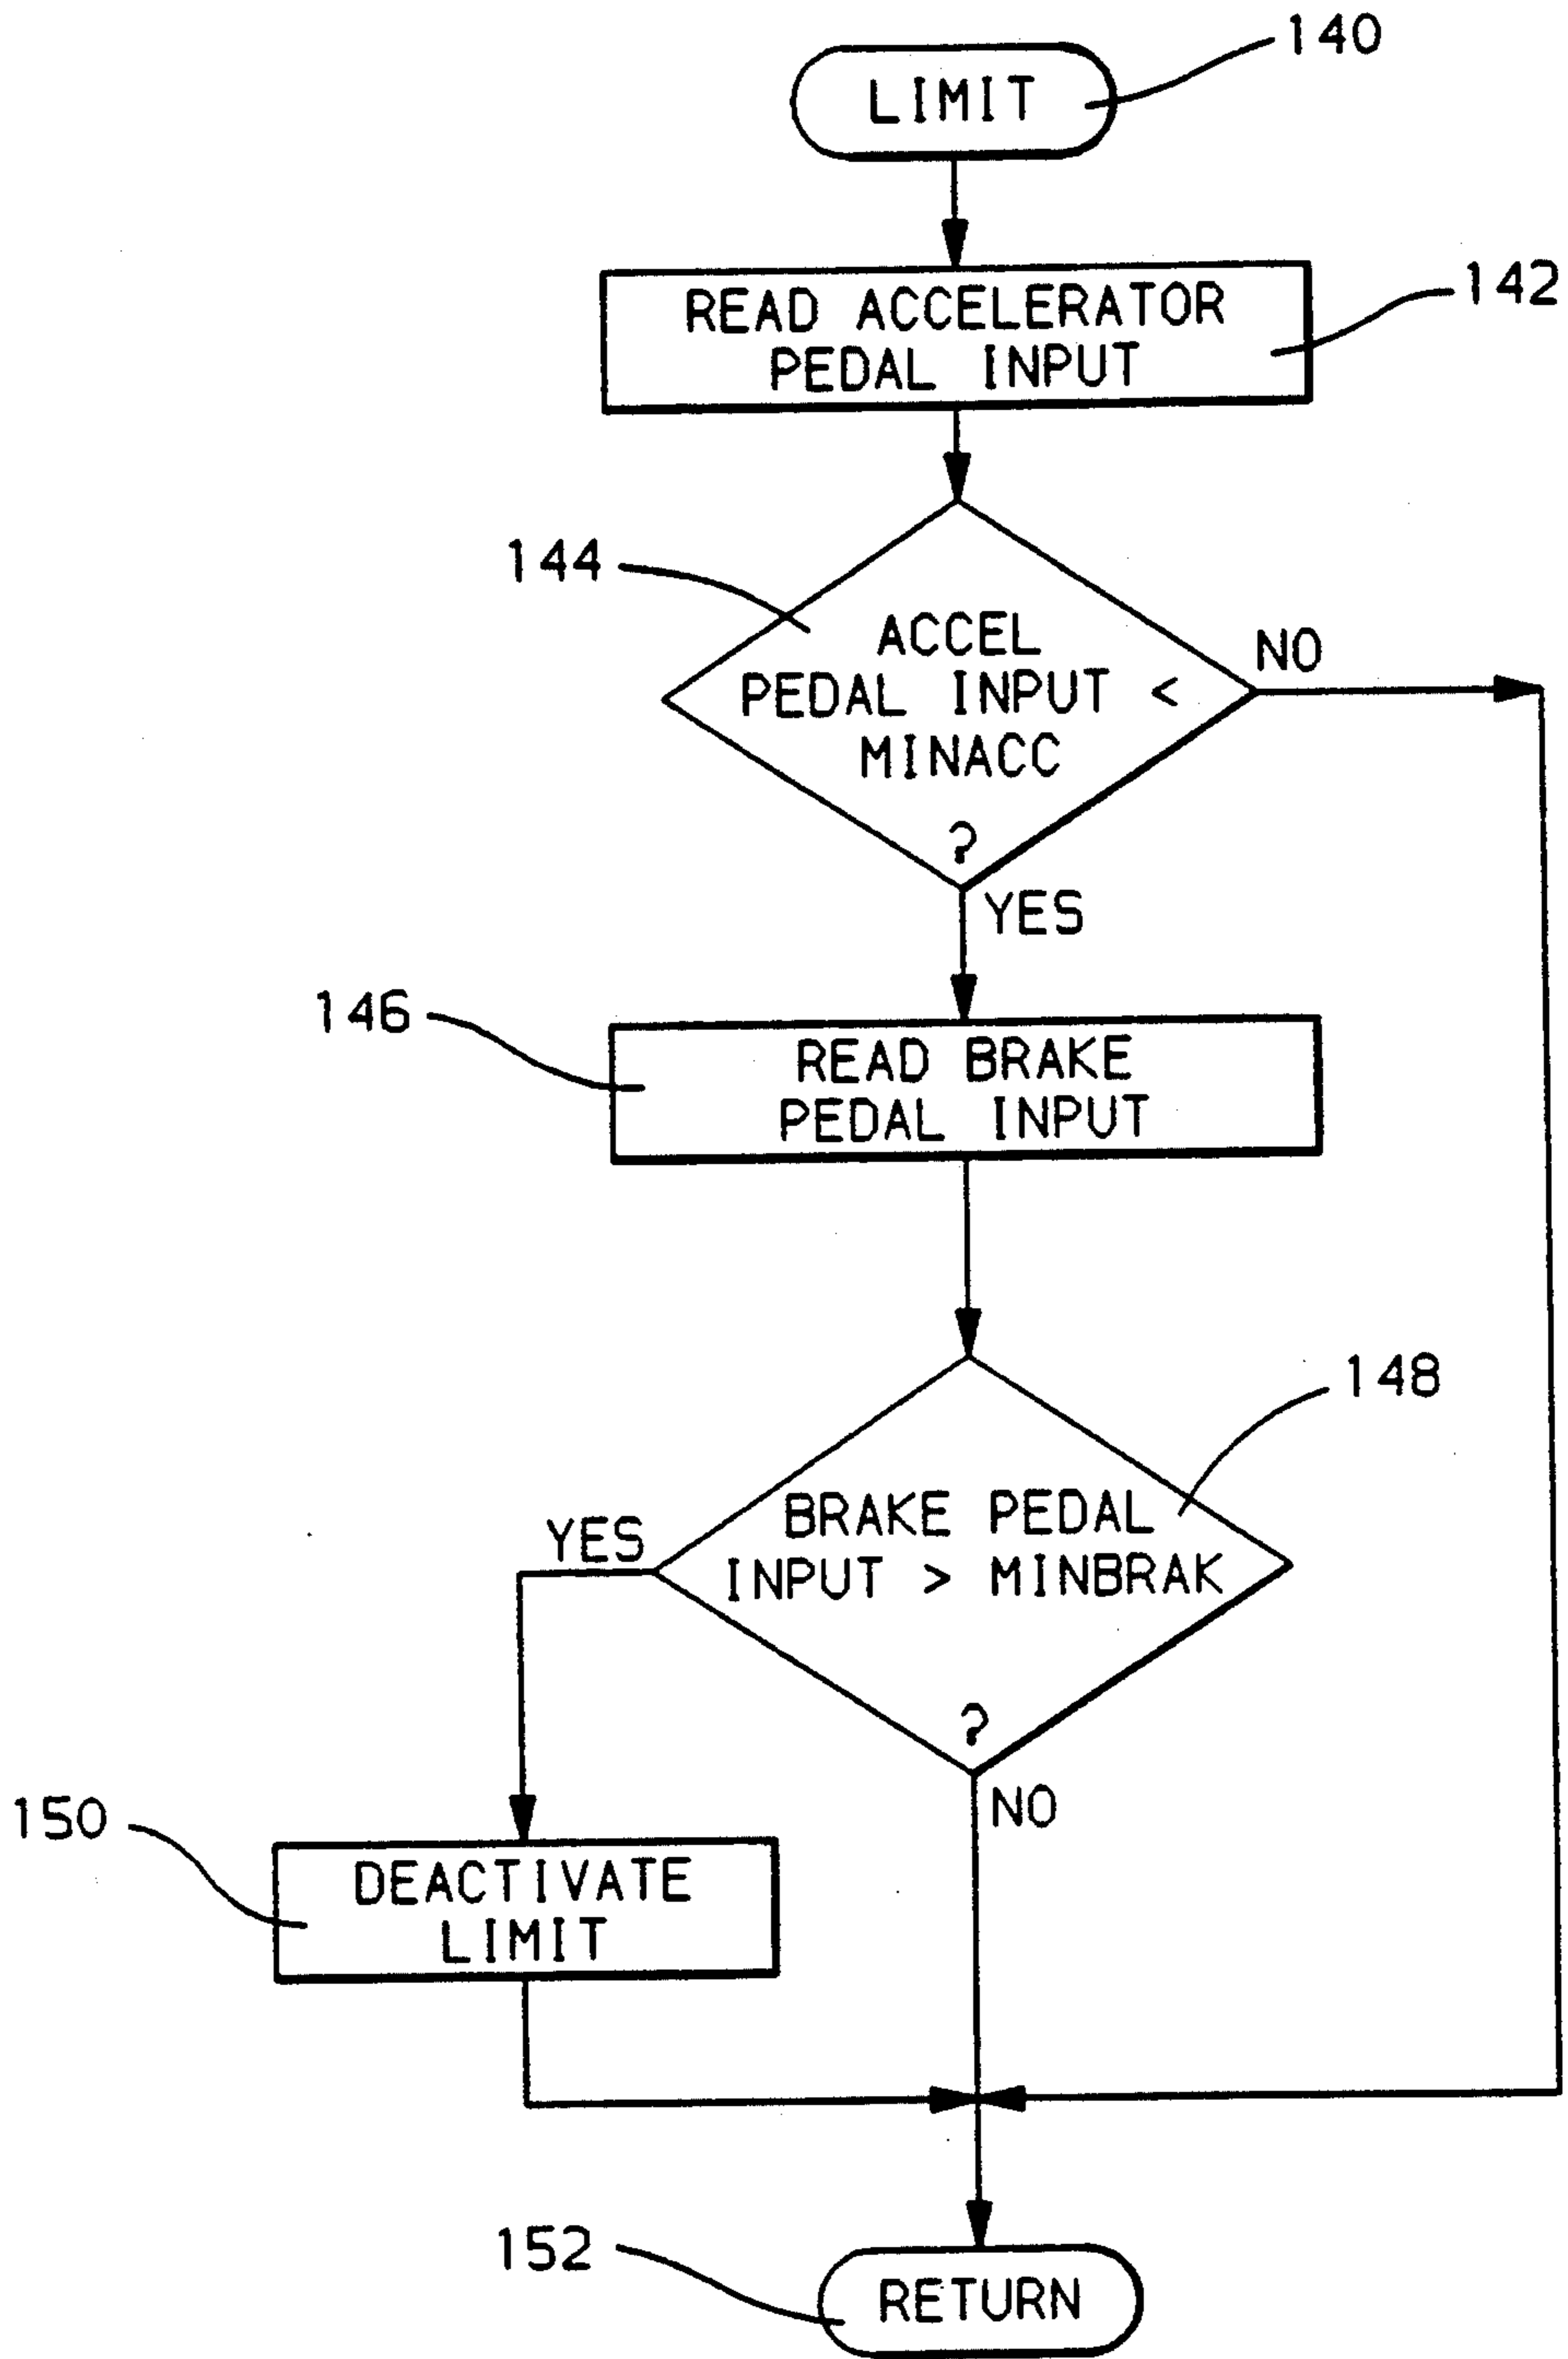 140
LIMIT
142
READ ACCELERATOR
PEDAL INPUT
144
ACCEL
PEDAL INPUT <
MINACC
?
NO
YES
146
READ BRAKE
PEDAL INPUT
148
BRAKE PEDAL
INPUT > MINBRAK
?
YES
NO
150
DEACTIVATE
LIMIT
152
RETURN